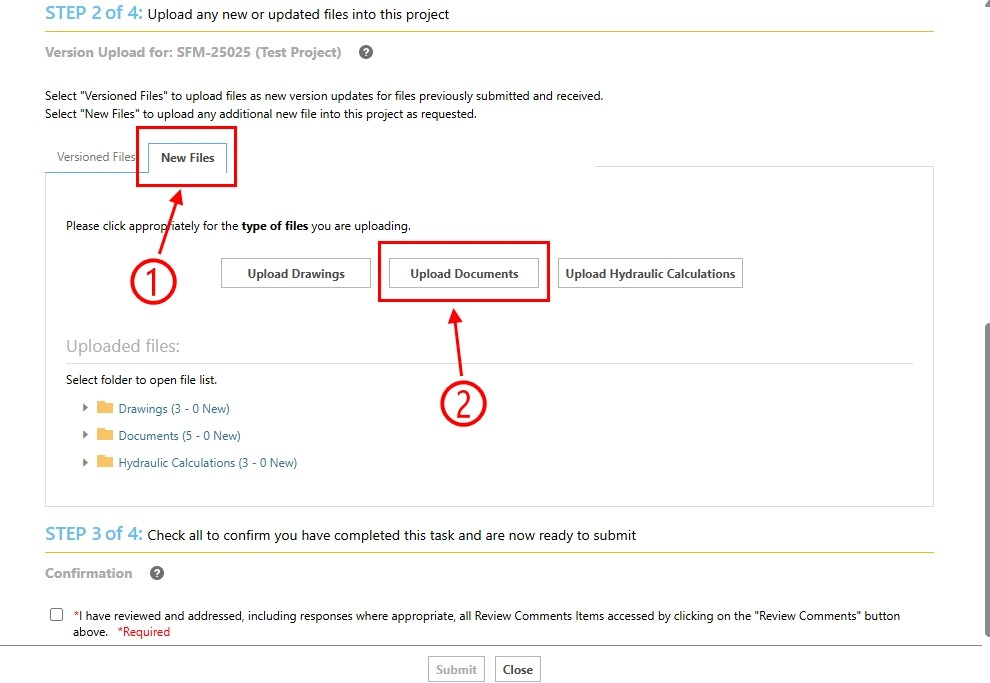 STEP 2 of 4: Upload any new or updated files into this project
Version Upload for: SFM-25025 (Test Project) ?
Select "Versioned Files" to upload files as new version updates for files previously submitted and received.
Select "New Files" to upload any additional new file into this project as requested.
Versioned Files New Files
Please click appropriately for the type of files you are uploading.
1 Upload Drawings Upload Documents Upload Hydraulic Calculations
Uploaded files:
Select folder to open file list.
2
Drawings (3 - 0 New)
Documents (5 - 0 New)
Hydraulic Calculations (3 - 0 New)
STEP 3 of 4: Check all to confirm you have completed this task and are now ready to submit
Confirmation ?
*I have reviewed and addressed, including responses where appropriate, all Review Comments Items accessed by clicking on the "Review Comments" button
above. *Required
Submit Close